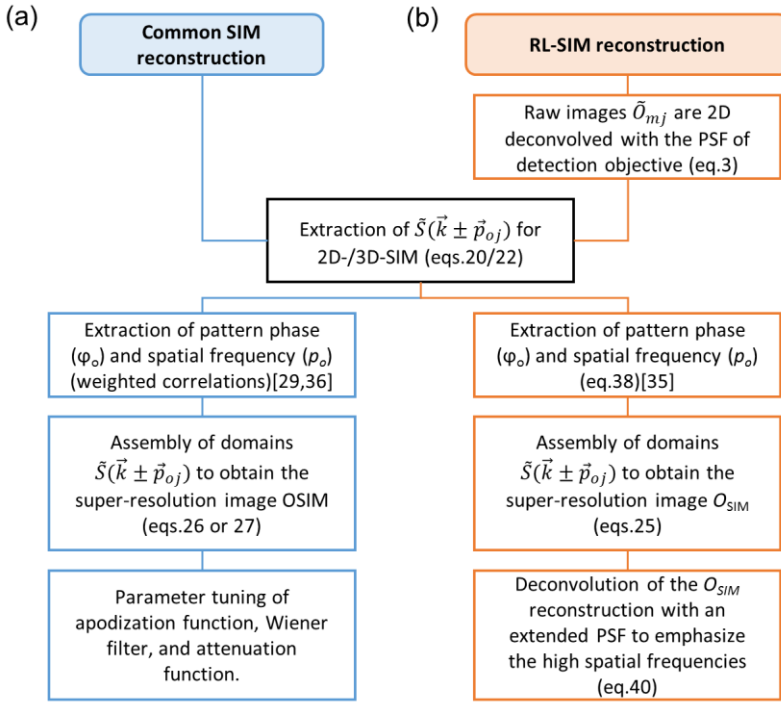 (a)
Common SIM
reconstruction
(b)
RL-SIM reconstruction
Raw images Õₘⱼ are 2D
deconvolved with the PSF of
detection objective (eq.3)
Extraction of S̃(k⃗ ± p⃗ₒⱼ) for
2D-/3D-SIM (eqs.20/22)
Extraction of pattern phase
(φₒ) and spatial frequency (pₒ)
(weighted correlations)[29,36]
Assembly of domains
S̃(k⃗ ± p⃗ₒⱼ) to obtain the
super-resolution image OSIM
(eqs.26 or 27)
Parameter tuning of
apodization function, Wiener
filter, and attenuation
function.
Extraction of pattern phase
(φₒ) and spatial frequency (pₒ)
(eq.38)[35]
Assembly of domains
S̃(k⃗ ± p⃗ₒⱼ) to obtain the
super-resolution image O_SIM
(eqs.25)
Deconvolution of the O_SIM
reconstruction with an
extended PSF to emphasize
the high spatial frequencies
(eq.40)